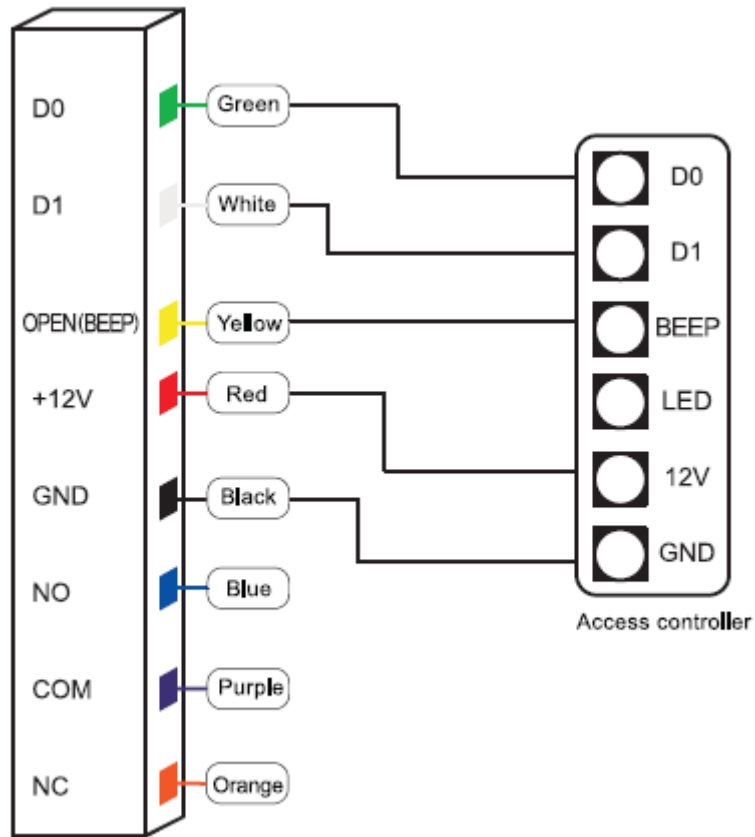 D0 Green
D0
D1 White
D1
OPEN(BEEP) Yellow
BEEP
+12V Red
LED
12V
GND Black
GND
NO Blue
Access controller
COM Purple
NC Orange